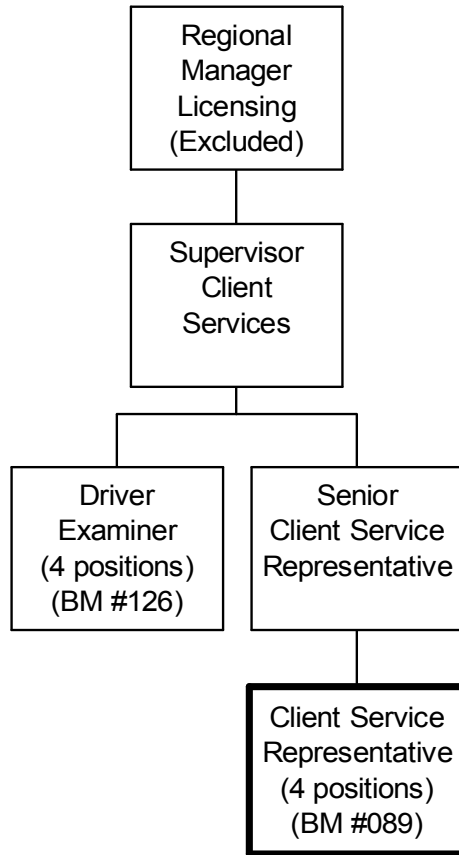 Regional
Manager
Licensing
(Excluded)
Supervisor
Client
Services
Driver
Examiner
(4 positions)
(BM #126)
Senior
Client Service
Representative
Client Service
Representative
(4 positions)
(BM #089)